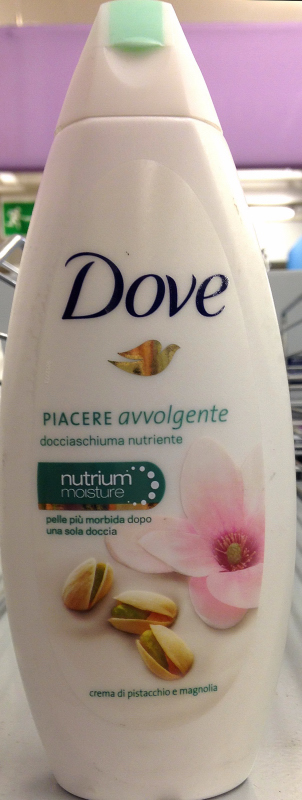 Dove
PIACERE avvolgente
docciaschiuma nutriente
nutrium
moisture
pelle più morbida dopo
una sola doccia
crema di pistacchio e magnolia